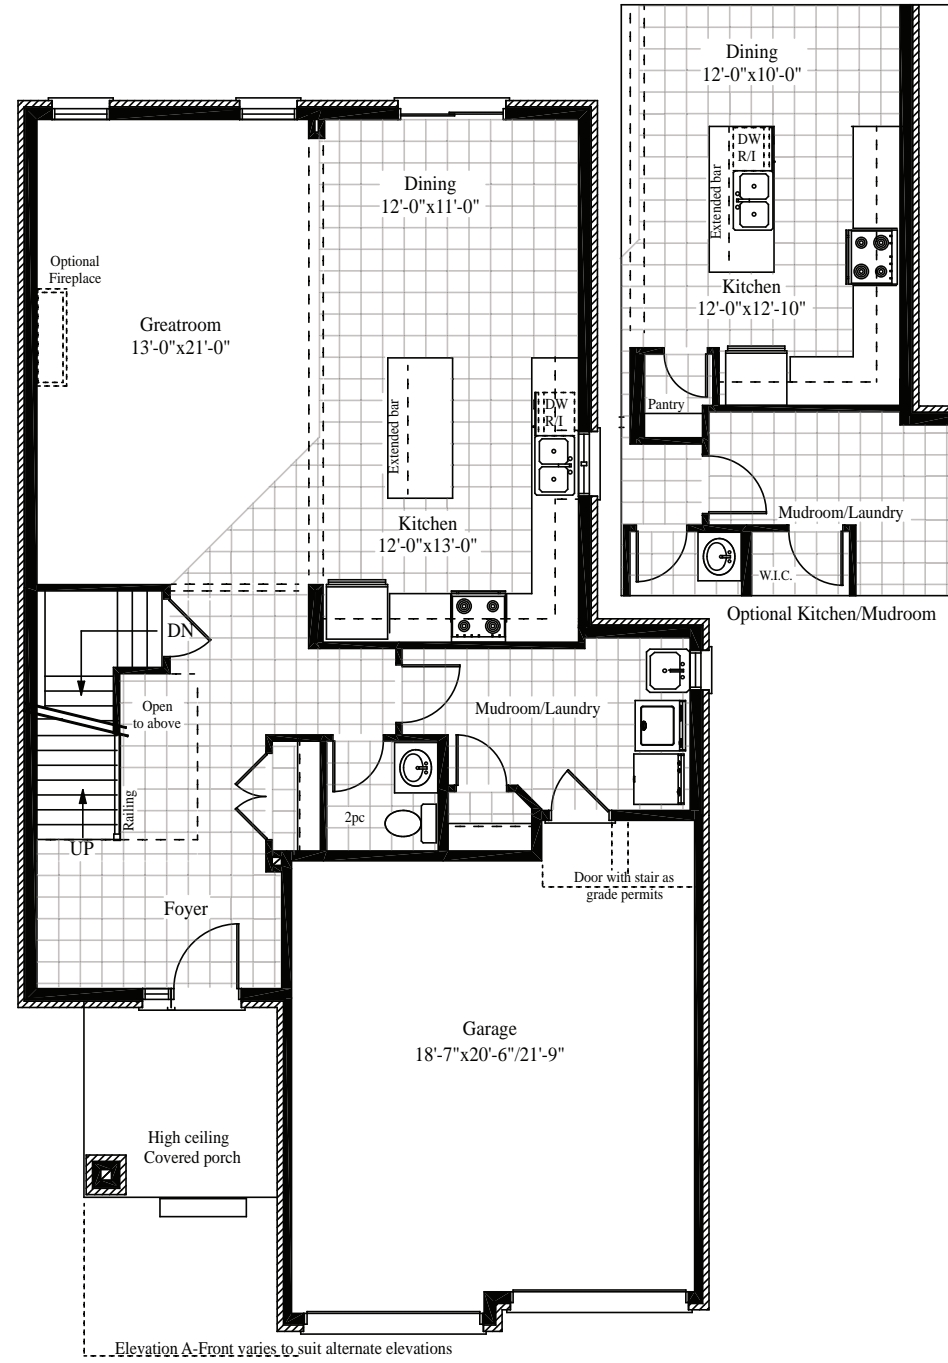 Dining
12'-0"x10'-0"
DW
R/I
Extended bar
Kitchen
12'-0"x12'-10"
Pantry
Mudroom/Laundry
W.I.C.
Optional Kitchen/Mudroom
Dining
12'-0"x11'-0"
Optional
Fireplace
Greatroom
13'-0"x21'-0"
Extended bar
DW
R/I
Kitchen
12'-0"x13'-0"
DN
Open
to above
Mudroom/Laundry
Railing
2pc
UP
Door with stair as
grade permits
Foyer
Garage
18'-7"x20'-6"/21'-9"
High ceiling
Covered porch
Elevation A-Front varies to suit alternate elevations